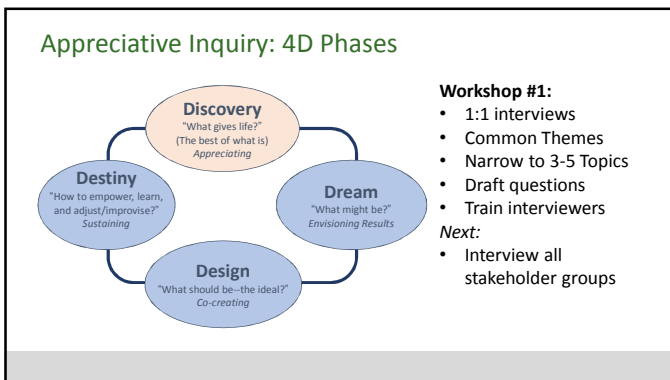 Appreciative Inquiry: 4D Phases
Discovery
"What gives life?"
(The best of what is)
Appreciating
Destiny
"How to empower, learn,
and adjust/improvise?"
Sustaining
Dream
"What might be?"
Envisioning Results
Design
"What should be--the ideal?"
Co-creating
Workshop #1:
• 1:1 interviews
• Common Themes
• Narrow to 3-5 Topics
• Draft questions
• Train interviewers
Next:
• Interview all
stakeholder groups